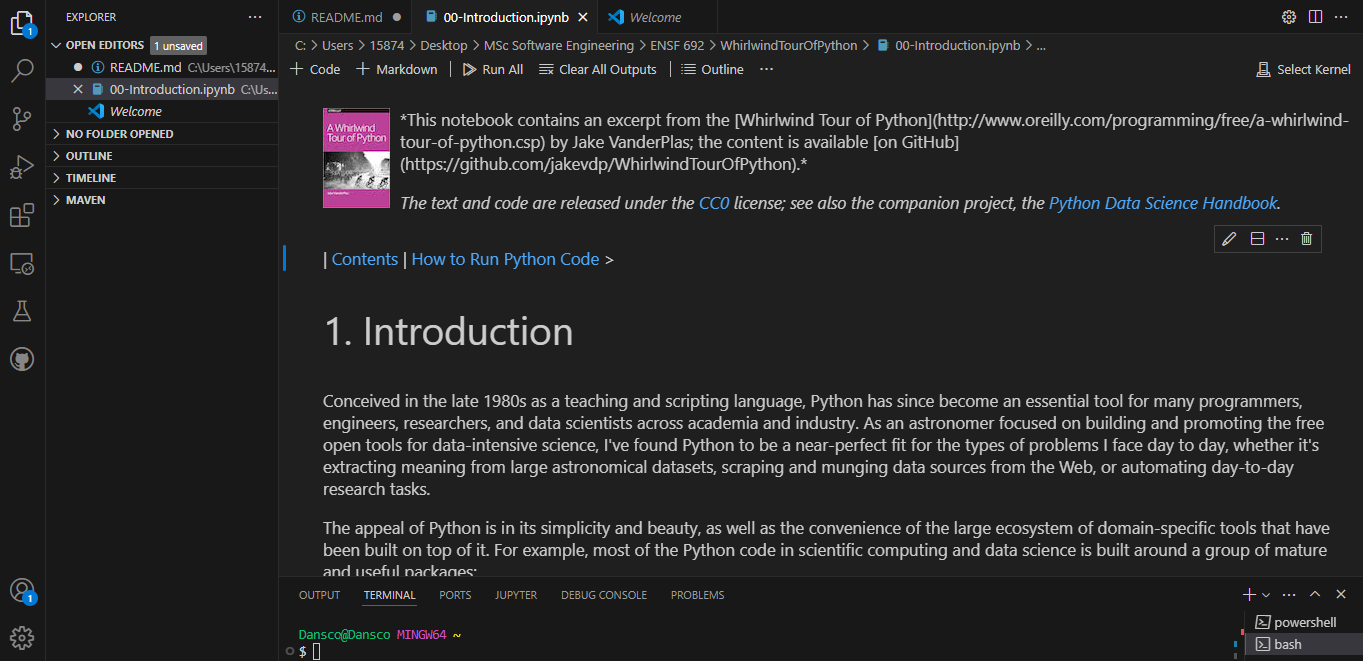 EXPLORER
OPEN EDITORS 1 unsaved
README.md C:\Users\15874...
00-Introduction.ipynb C:\Us...
Welcome
NO FOLDER OPENED
OUTLINE
TIMELINE
MAVEN
1
1
README.md
00-Introduction.ipynb
Welcome
C: > Users > 15874 > Desktop > MSc Software Engineering > ENSF 692 > WhirlwindTourOfPython > 00-Introduction.ipynb > ...
+ Code + Markdown | Run All Clear All Outputs | Outline ...
Select Kernel
A Whirlwind
Tour of Python
*This notebook contains an excerpt from the [Whirlwind Tour of Python](http://www.oreilly.com/programming/free/a-whirlwind-
tour-of-python.csp) by Jake VanderPlas; the content is available [on GitHub]
(https://github.com/jakevdp/WhirlwindTourOfPython).*
The text and code are released under the CC0 license; see also the companion project, the Python Data Science Handbook.
| Contents | How to Run Python Code >
1. Introduction
Conceived in the late 1980s as a teaching and scripting language, Python has since become an essential tool for many programmers,
engineers, researchers, and data scientists across academia and industry. As an astronomer focused on building and promoting the free
open tools for data-intensive science, I've found Python to be a near-perfect fit for the types of problems I face day to day, whether it's
extracting meaning from large astronomical datasets, scraping and munging data sources from the Web, or automating day-to-day
research tasks.
The appeal of Python is in its simplicity and beauty, as well as the convenience of the large ecosystem of domain-specific tools that have
been built on top of it. For example, most of the Python code in scientific computing and data science is built around a group of mature
and useful packages:
OUTPUT TERMINAL PORTS JUPYTER DEBUG CONSOLE PROBLEMS
Dansco@Dansco MINGW64 ~
$
powershell
bash